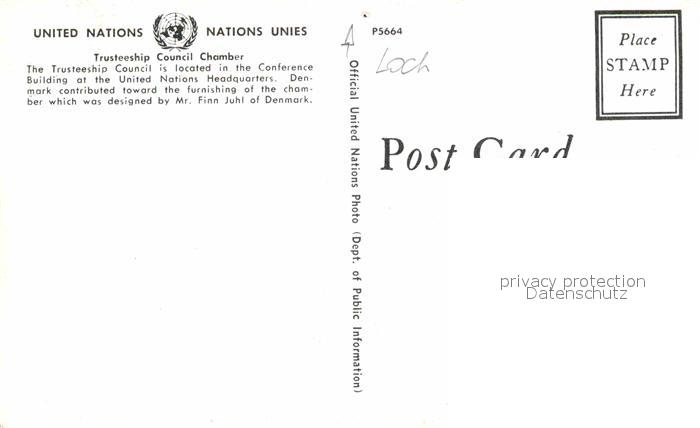 UNITED NATIONS NATIONS UNIES
Trusteeship Council Chamber
The Trusteeship Council is located in the Conference
Building at the United Nations Headquarters. Den-
mark contributed toward the furnishing of the cham-
ber which was designed by Mr. Finn Juhl of Denmark.
Official United Nations Photo (Dept. of Public Information)
P5664
Loch
Place
STAMP
Here
Post Card
privacy protection
Datenschutz